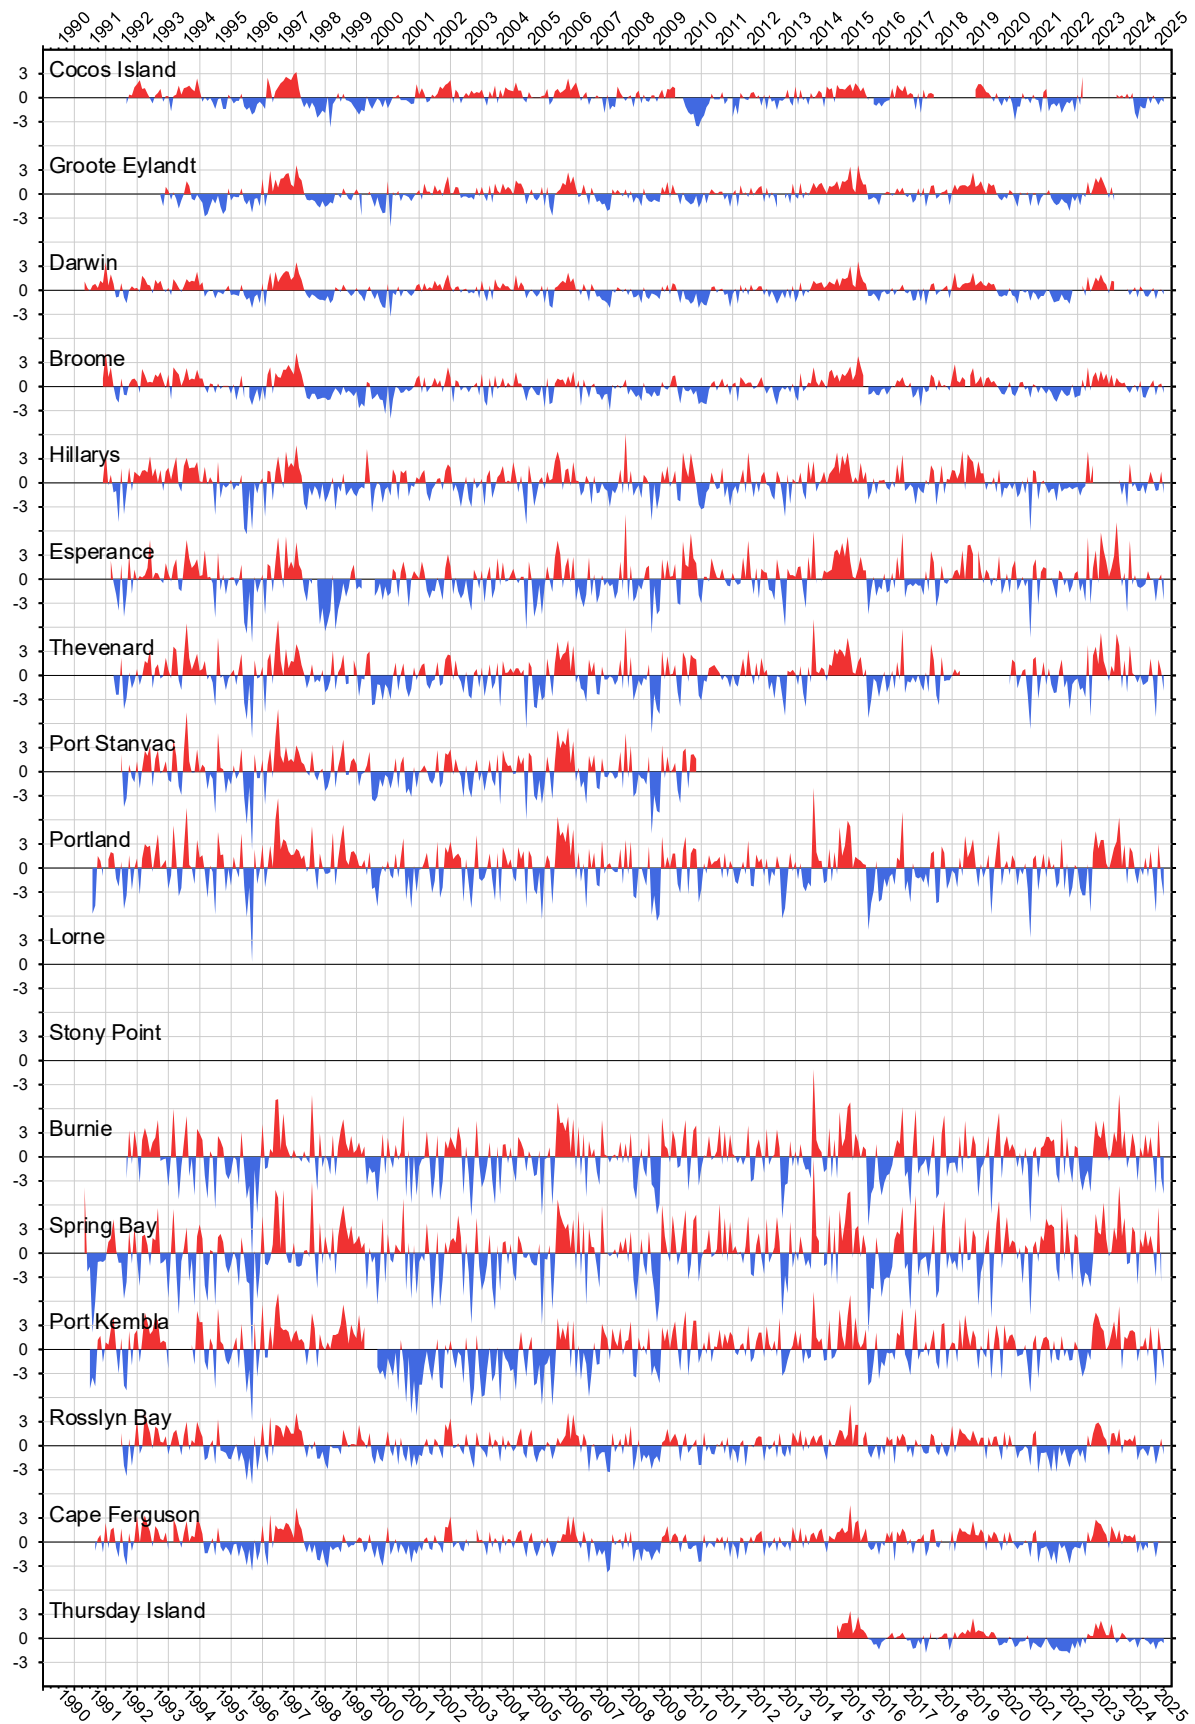 1990 1991 1992 1993 1994 1995 1996 1997 1998 1999 2000 2001 2002 2003 2004 2005 2006 2007 2008 2009 2010 2011 2012 2013 2014 2015 2016 2017 2018 2019 2020 2021 2022 2023 2024 2025
Cocos Island
3
0
-3
Groote Eylandt
3
0
-3
Darwin
3
0
-3
Broome
3
0
-3
Hillarys
3
0
-3
Esperance
3
0
-3
Thevenard
3
0
-3
Port Stanvac
3
0
-3
Portland
3
0
-3
Lorne
3
0
-3
Stony Point
3
0
-3
Burnie
3
0
-3
Spring Bay
3
0
-3
Port Kembla
3
0
-3
Rosslyn Bay
3
0
-3
Cape Ferguson
3
0
-3
Thursday Island
3
0
-3
1990 1991 1992 1993 1994 1995 1996 1997 1998 1999 2000 2001 2002 2003 2004 2005 2006 2007 2008 2009 2010 2011 2012 2013 2014 2015 2016 2017 2018 2019 2020 2021 2022 2023 2024 2025